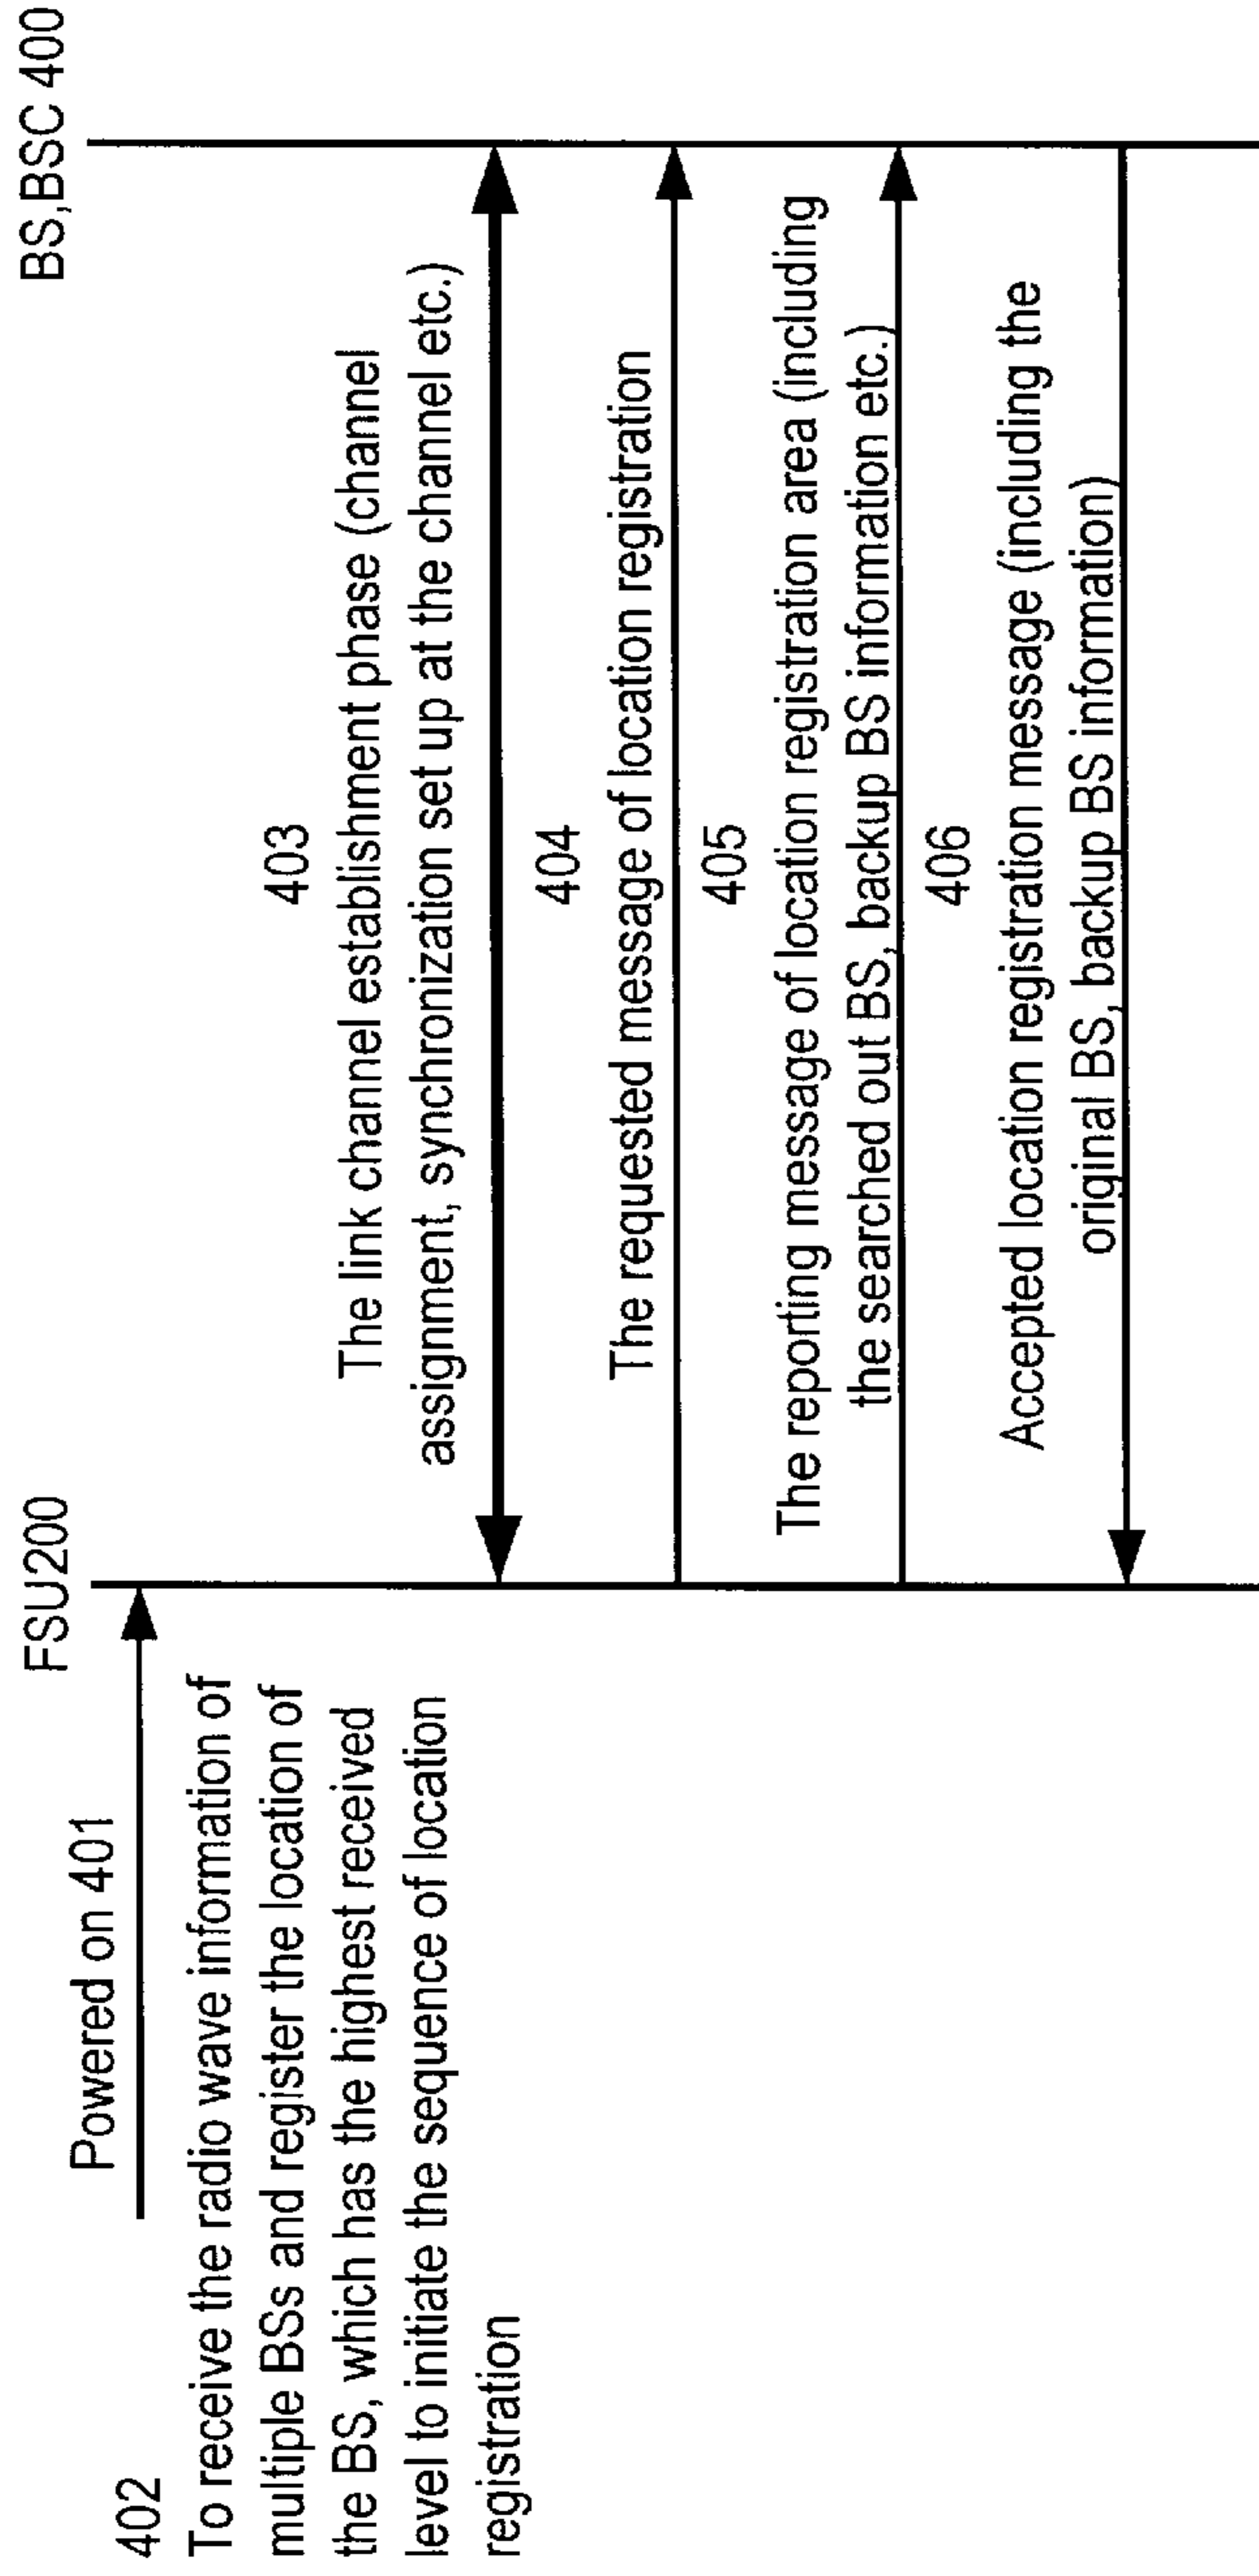 FSU200
BS,BSC 400
Powered on 401
402
To receive the radio wave information of
multiple BSs and register the location of
the BS, which has the highest received
level to initiate the sequence of location
registration
403
The link channel establishment phase (channel
assignment, synchronization set up at the channel etc.)
404
The requested message of location registration
405
The reporting message of location registration area (including
the searched out BS, backup BS information etc.)
406
Accepted location registration message (including the
original BS, backup BS information)